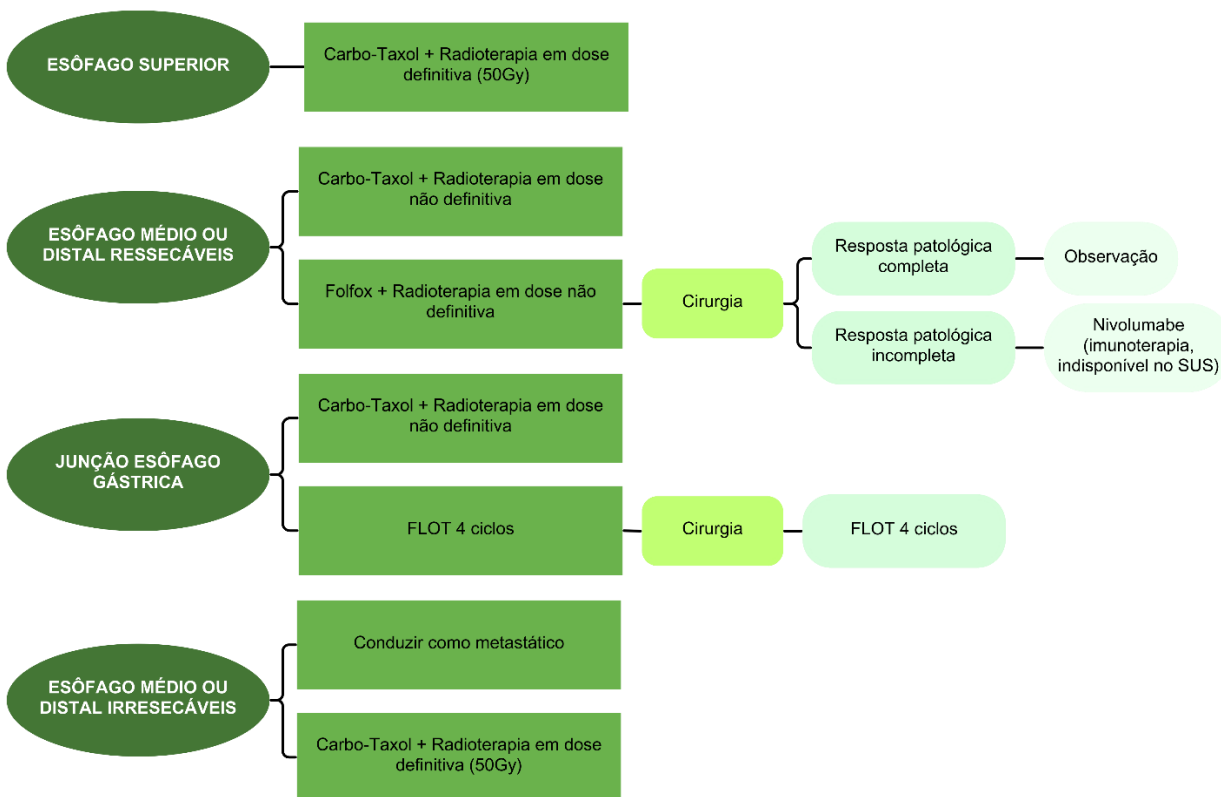 ESÔFAGO SUPERIOR
Carbo-Taxol + Radioterapia em dose
definitiva (50Gy)
ESÔFAGO MÉDIO OU
DISTAL RESSECÁVEIS
Carbo-Taxol + Radioterapia em dose
não definitiva
Folfox + Radioterapia em dose não
definitiva
Cirurgia
Resposta patológica
completa
Observação
Resposta patológica
incompleta
Nivolumabe
(imunoterapia,
indisponível no SUS)
JUNÇÃO ESÔFAGO
GÁSTRICA
Carbo-Taxol + Radioterapia em dose
não definitiva
FLOT 4 ciclos
Cirurgia
FLOT 4 ciclos
ESÔFAGO MÉDIO OU
DISTAL IRRESECÁVEIS
Conduzir como metastático
Carbo-Taxol + Radioterapia em dose
definitiva (50Gy)